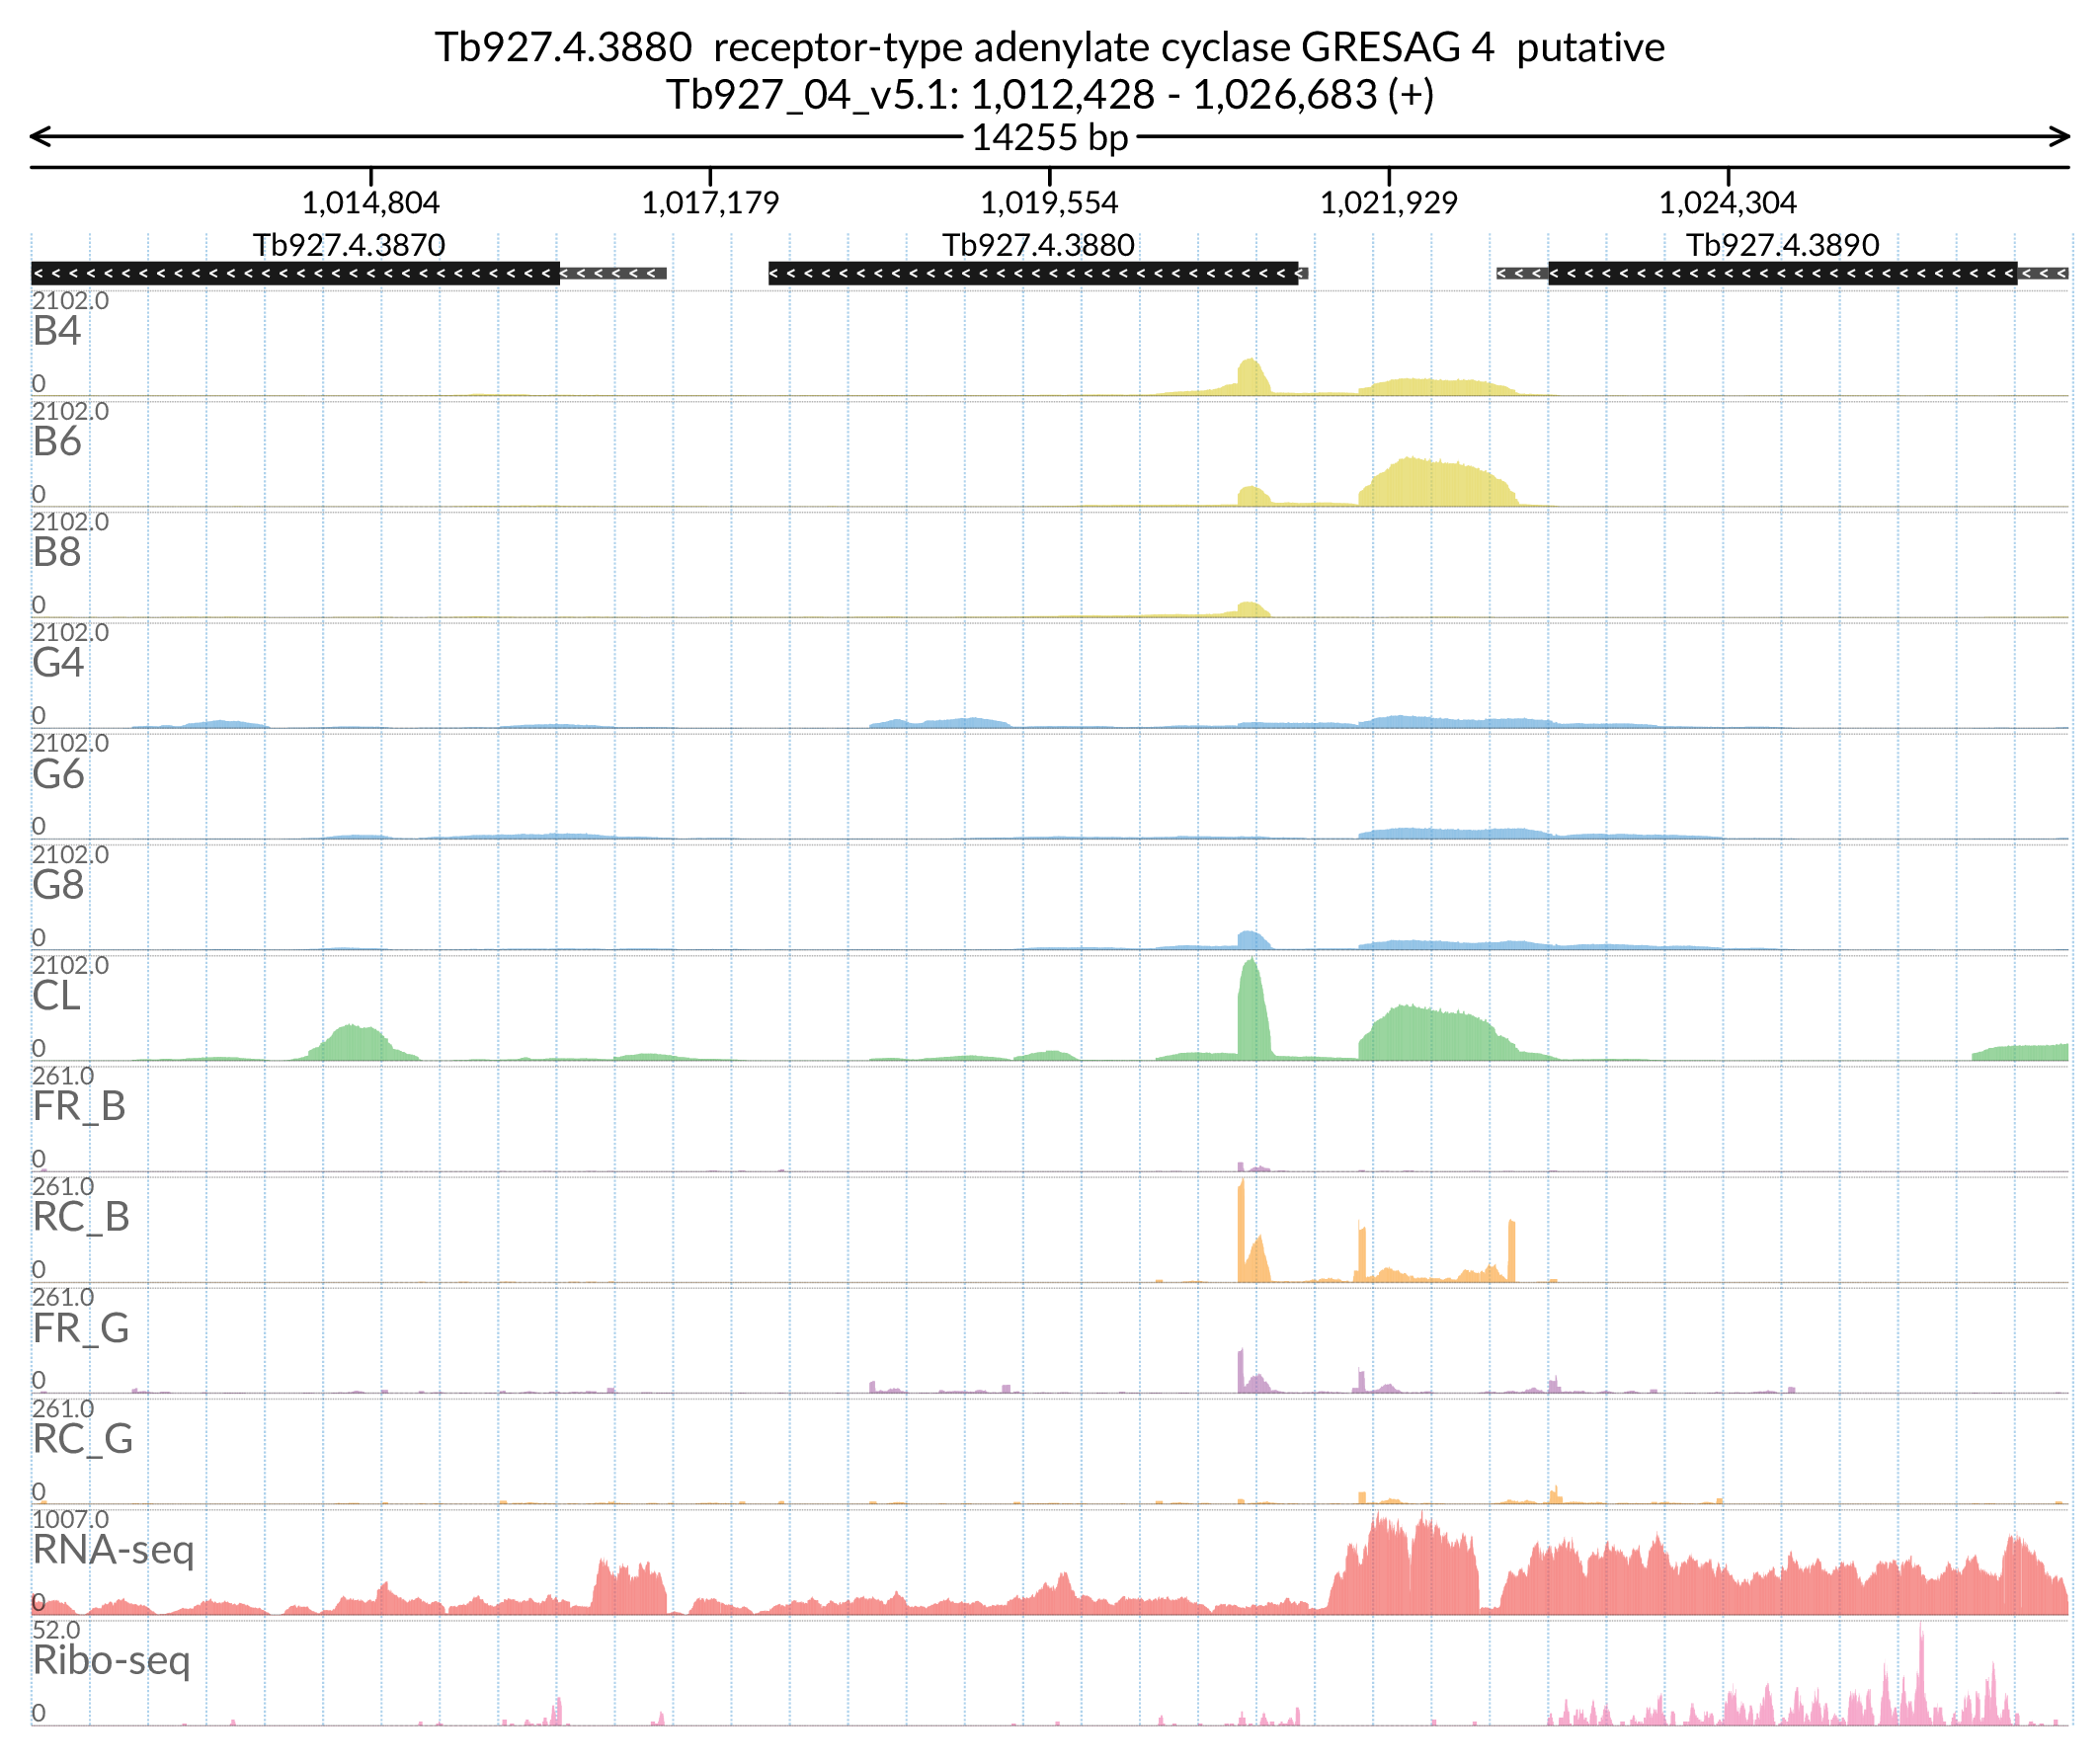 Tb927.4.3880  receptor-type adenylate cyclase GRESAG 4  putative
Tb927_04_v5.1: 1,012,428 - 1,026,683 (+)
14255 bp
1,014,804 1,017,179 1,019,554 1,021,929 1,024,304
Tb927.4.3870 Tb927.4.3880 Tb927.4.3890
2102.0
B4
0
2102.0
B6
0
2102.0
B8
0
2102.0
G4
0
2102.0
G6
0
2102.0
G8
0
2102.0
CL
0
261.0
FR_B
0
261.0
RC_B
0
261.0
FR_G
0
261.0
RC_G
0
1007.0
RNA-seq
0
52.0
Ribo-seq
0